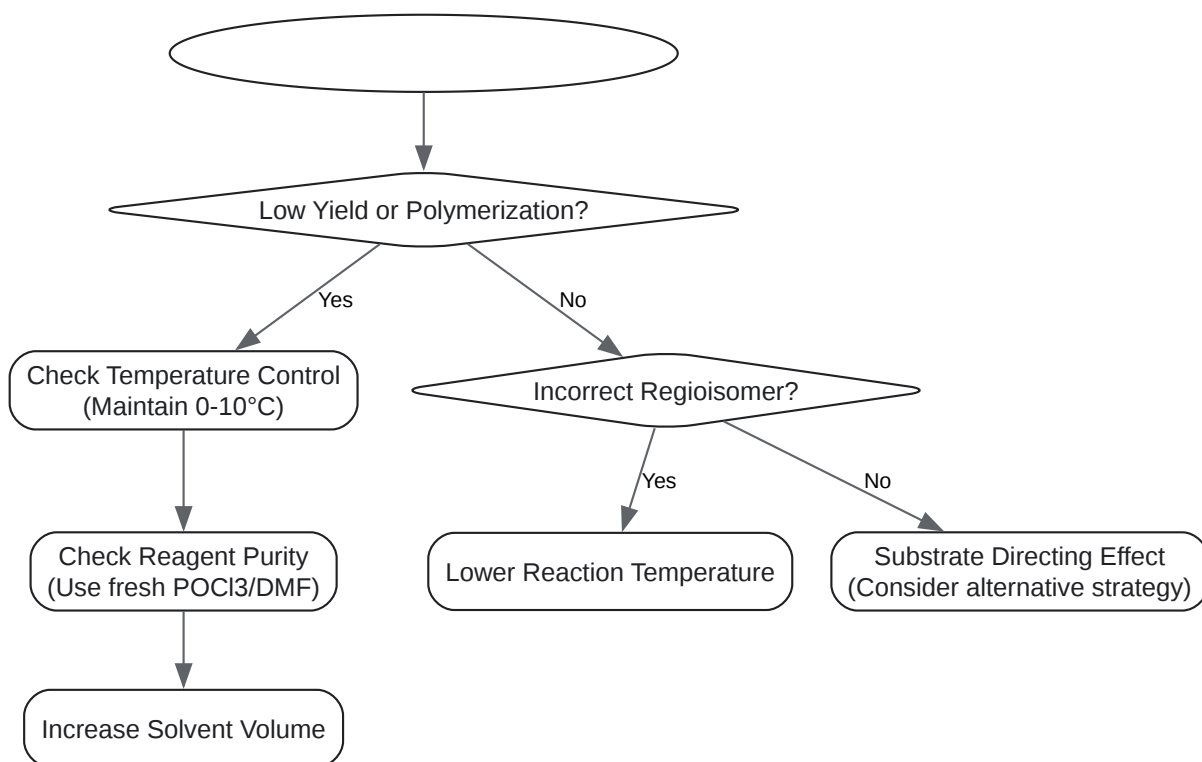 Low Yield or Polymerization?
Yes
No
Check Temperature Control
(Maintain 0-10°C)
Incorrect Regioisomer?
Yes
No
Check Reagent Purity
(Use fresh POCl3/DMF)
Lower Reaction Temperature
Substrate Directing Effect
(Consider alternative strategy)
Increase Solvent Volume